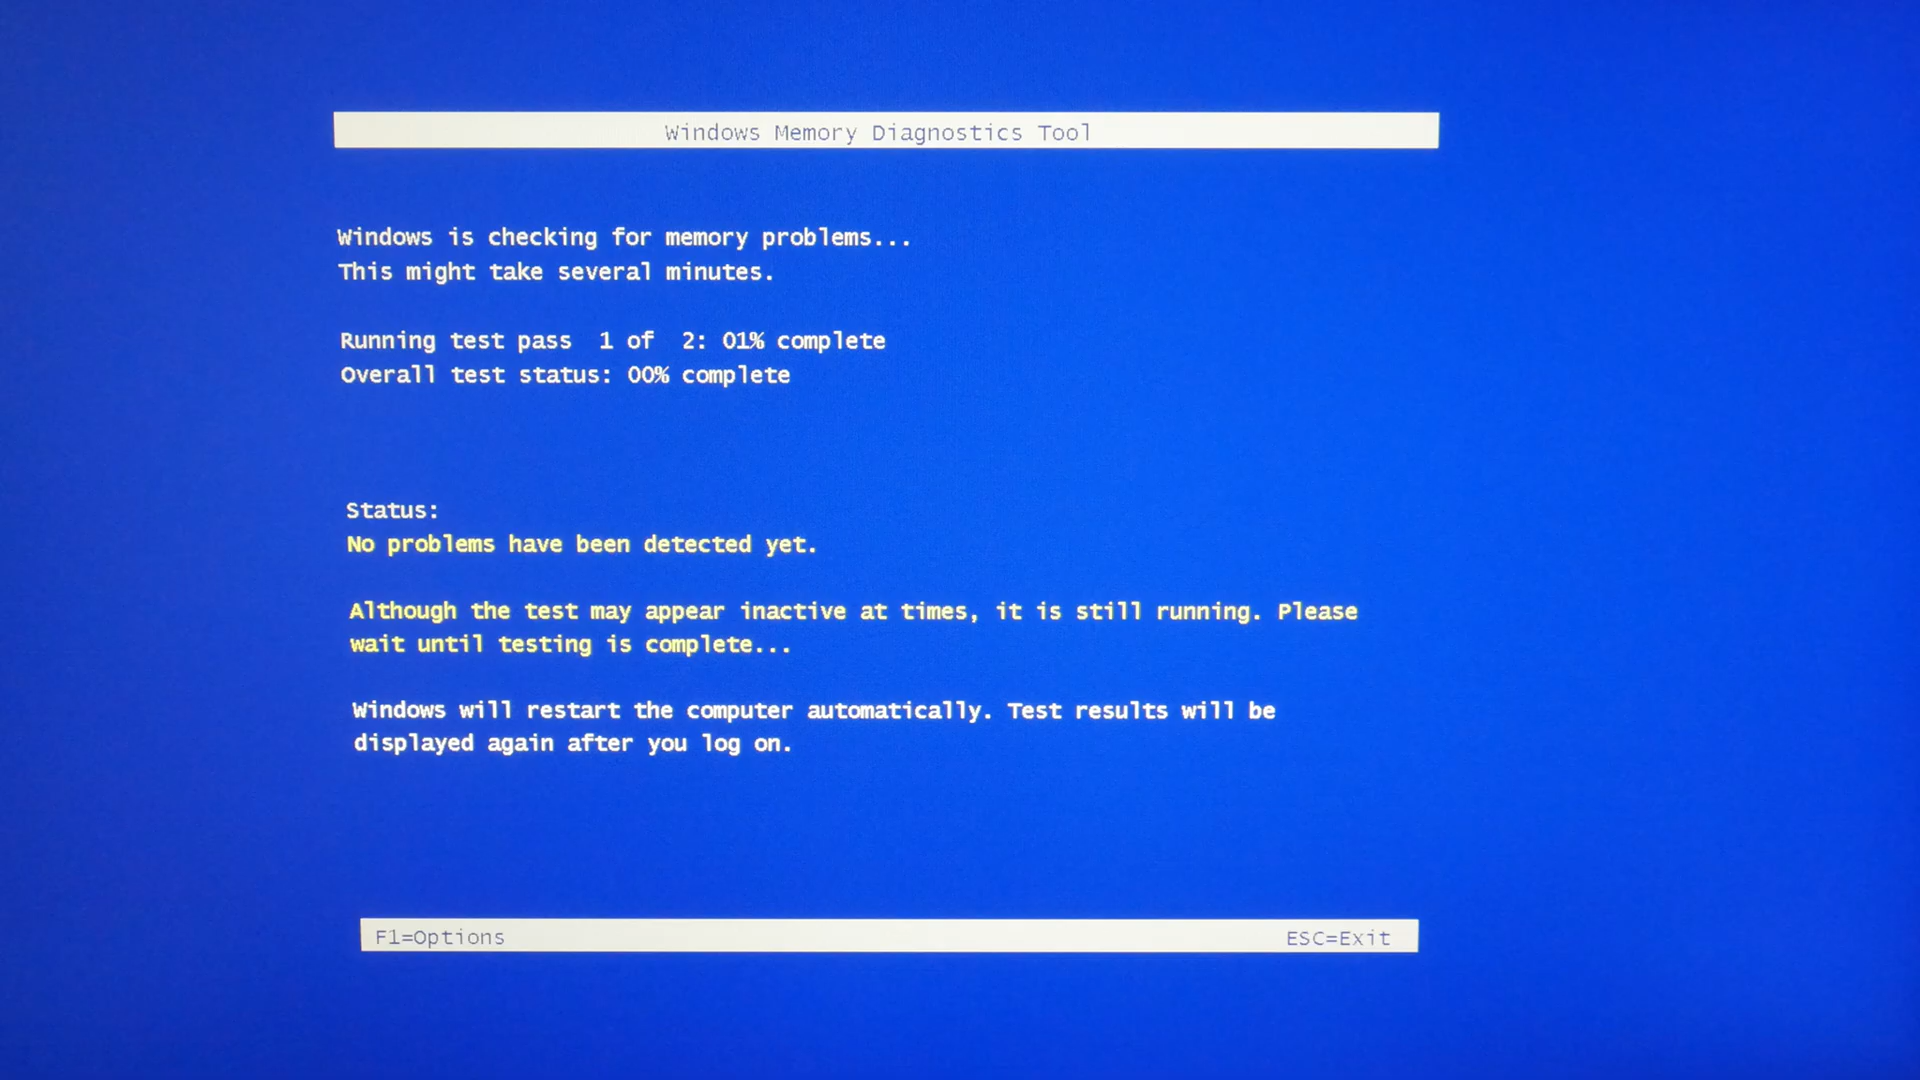 Windows Memory Diagnostics Tool
Windows is checking for memory problems...
This might take several minutes.
Running test pass  1 of  2: 01% complete
Overall test status: 00% complete
Status:
No problems have been detected yet.
Although the test may appear inactive at times, it is still running. Please
wait until testing is complete...
Windows will restart the computer automatically. Test results will be
displayed again after you log on.
F1=Options ESC=Exit